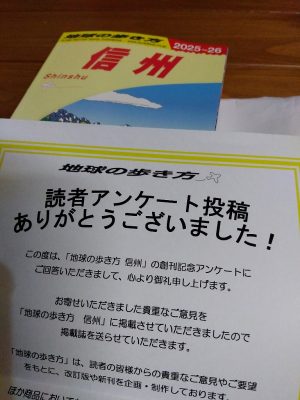 地球の歩き方
2025~26
信州
Shinshu
地球の歩き方
読者アンケート投稿
ありがとうございました！
この度は、「地球の歩き方 信州」の創刊記念アンケートに
ご回答いただきまして、心より御礼申し上げます。
お寄せいただきました貴重なご意見を
「地球の歩き方　信州」に掲載させていただきましたので
掲載誌を送らせていただきます。
「地球の歩き方」は、読者の皆様からの貴重なご意見やご要望
をもとに、改訂版や新刊を企画・制作しております。
ほか商品において